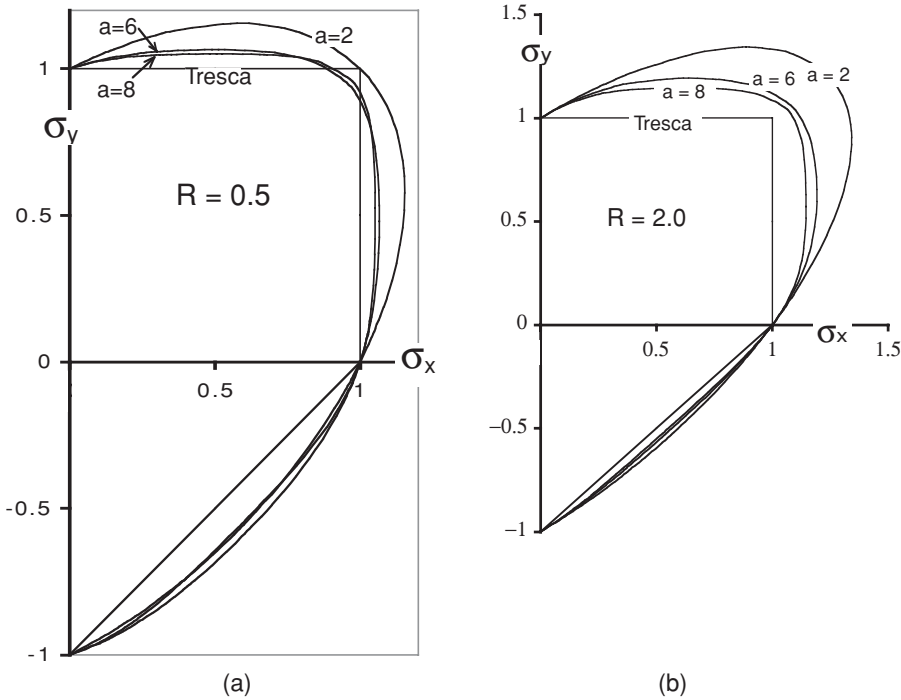 a=6
a=2
a=8
Tresca
1
σy
R = 0.5
0.5
0
σx
0.5
1
-0.5
-1
(a)
1.5
σy
a = 6
a = 2
a = 8
1
Tresca
R = 2.0
0.5
0
σx
0.5
1
1.5
−0.5
−1
(b)